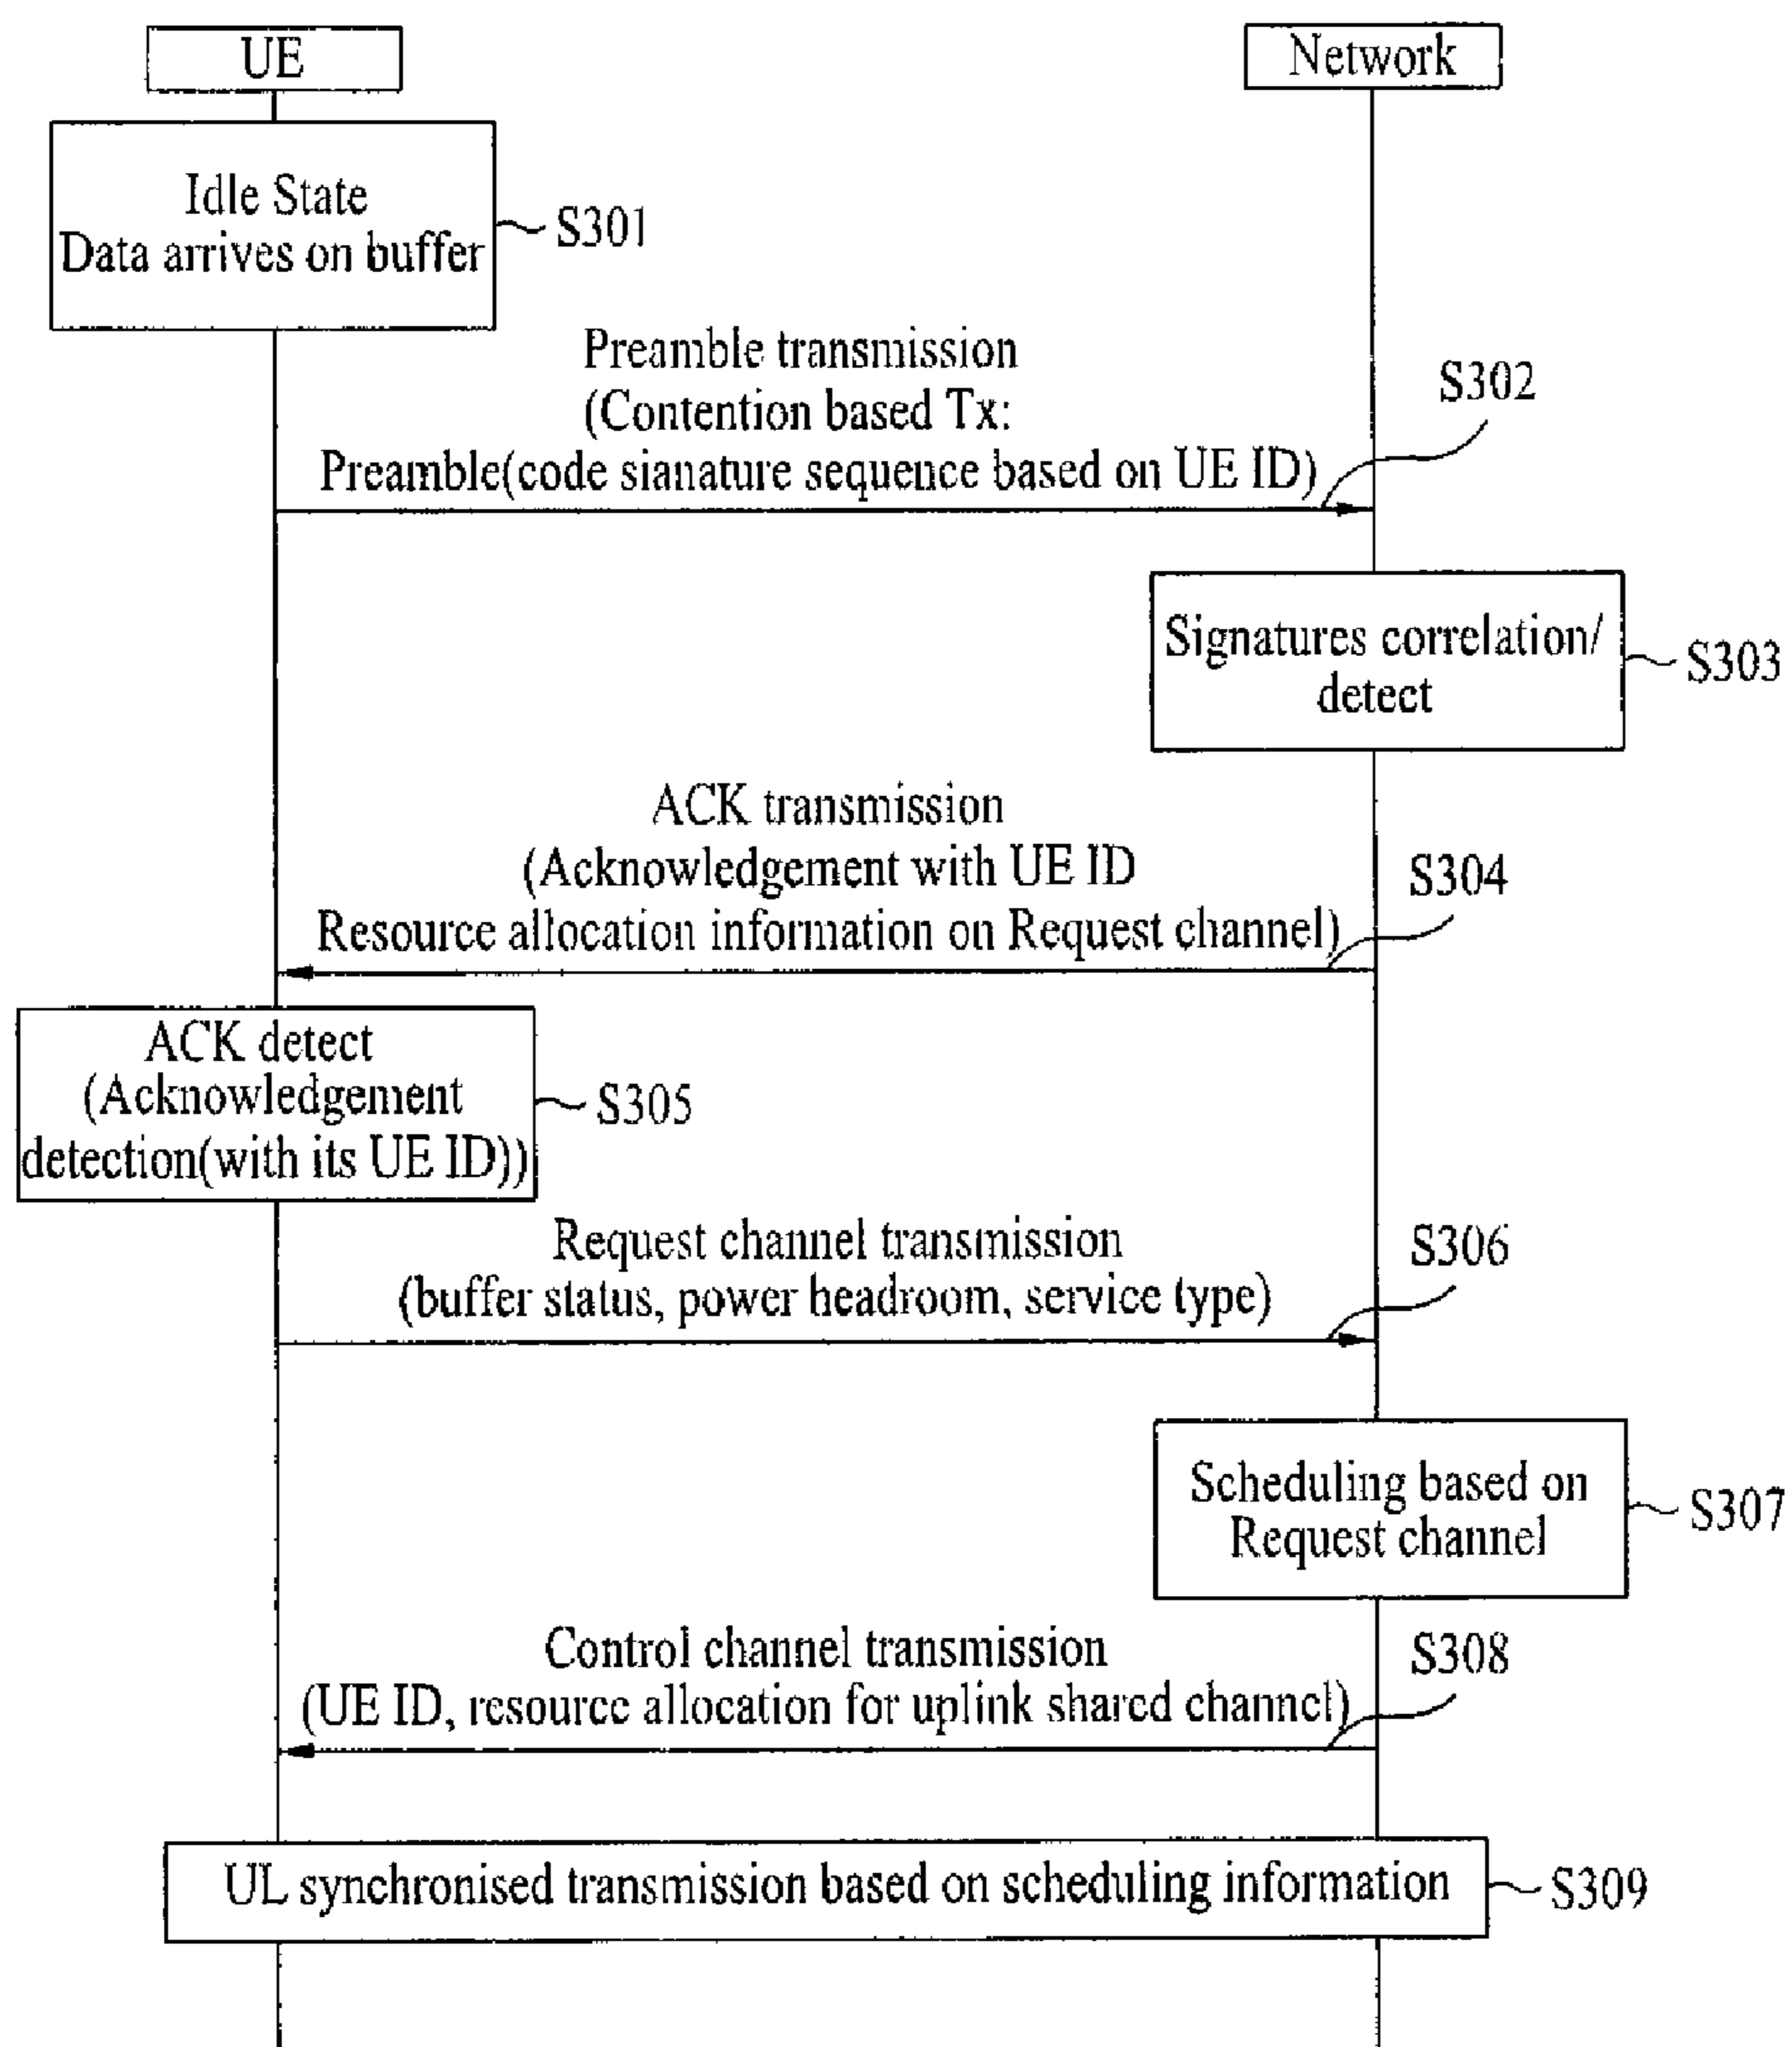 UE
Network
Idle State
Data arrives on buffer
S301
Preamble transmission
(Contention based Tx:
Preamble(code sianature sequence based on UE ID)
S302
Signatures correlation/
detect
S303
ACK transmission
(Acknowledgement with UE ID
Resource allocation information on Request channel)
S304
ACK detect
(Acknowledgement
detection(with its UE ID))
S305
Request channel transmission
(buffer status, power headroom, service type)
S306
Scheduling based on
Request channel
S307
Control channel transmission
(UE ID, resource allocation for uplink shared channel)
S308
UL synchronised transmission based on scheduling information
S309